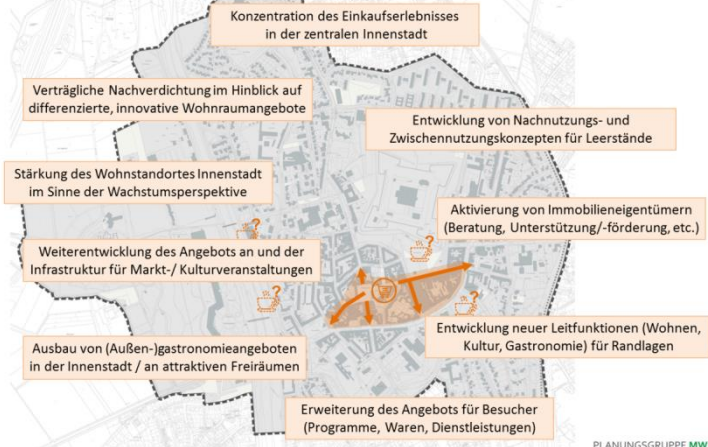 Konzentration des Einkaufserlebnisses
in der zentralen Innenstadt
Verträgliche Nachverdichtung im Hinblick auf
differenzierte, innovative Wohnraumangebote
Entwicklung von Nachnutzungs- und
Zwischennutzungskonzepten für Leerstände
Stärkung des Wohnstandortes Innenstadt
im Sinne der Wachstumsperspektive
Aktivierung von Immobilieneigentümern
(Beratung, Unterstützung/-förderung, etc.)
?
?
Weiterentwicklung des Angebots an und der
Infrastruktur für Markt-/ Kulturveranstaltungen
?
?
Entwicklung neuer Leitfunktionen (Wohnen,
Kultur, Gastronomie) für Randlagen
Ausbau von (Außen-)gastronomieangeboten
in der Innenstadt / an attraktiven Freiräumen
Erweiterung des Angebots für Besucher
(Programme, Waren, Dienstleistungen)
PLANUNGSGRUPPE MW